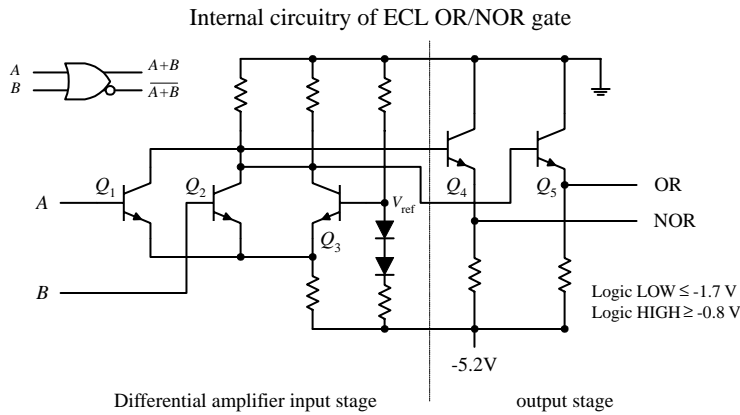 Internal circuitry of ECL OR/NOR gate
A
B
A+B
A+B
A
Q1
Q2
Q3
Vref
Q4
Q5
OR
NOR
B
Logic LOW ≤ -1.7 V
Logic HIGH ≥ -0.8 V
-5.2V
Differential amplifier input stage
output stage